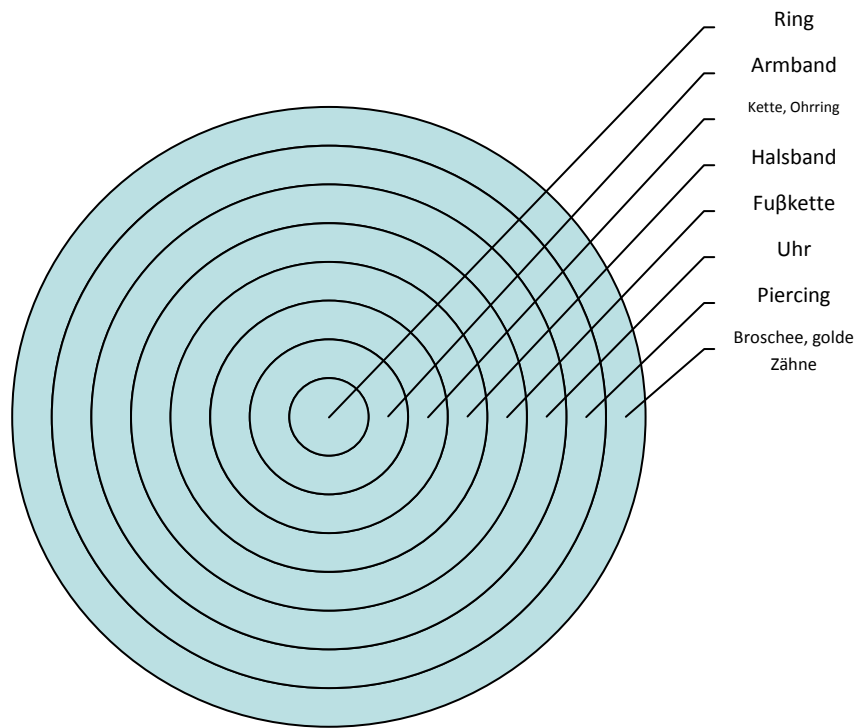 Ring
Armband
Kette, Ohrring
Halsband
Fuβkette
Uhr
Piercing
Broschee, golde
Zähne